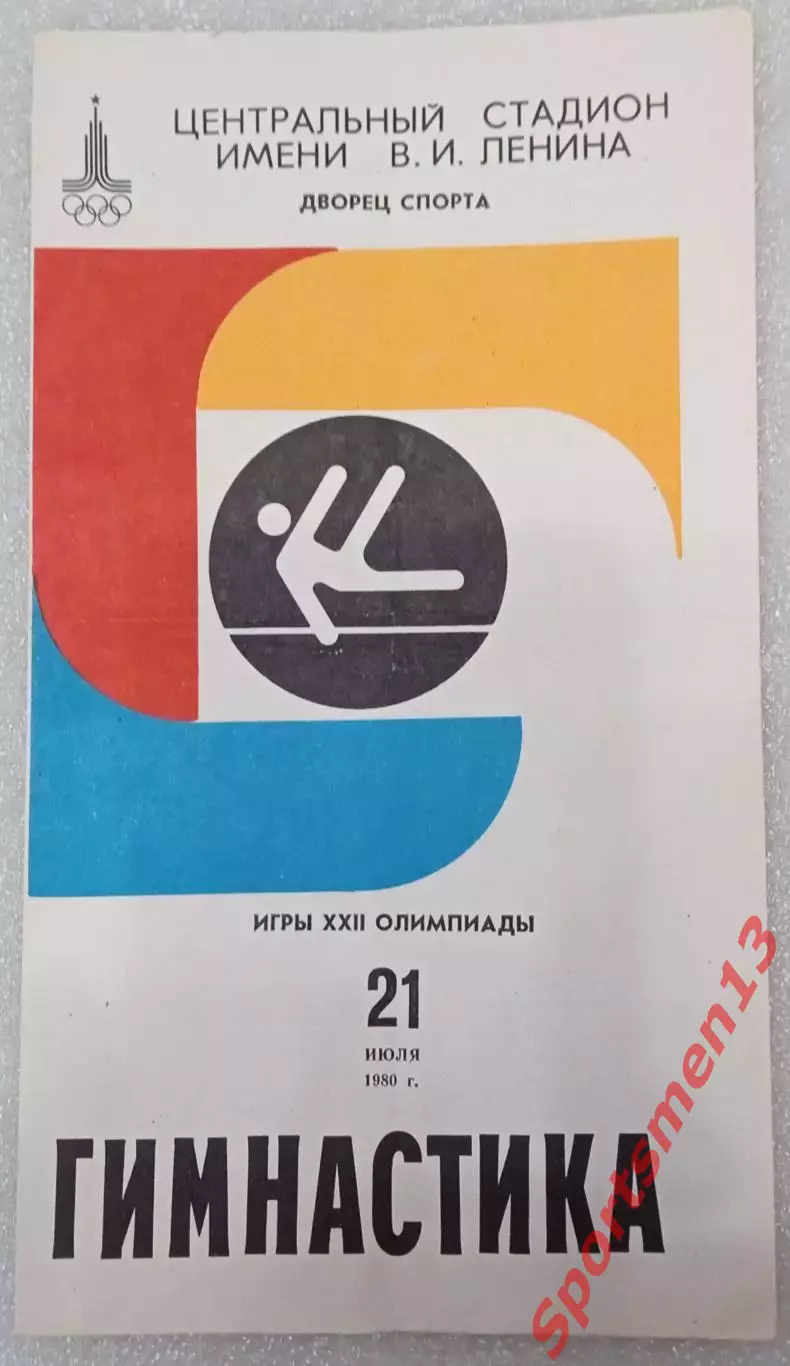 ЦЕНТРАЛЬНЫЙ СТАДИОН
ИМЕНИ В. И. ЛЕНИНА
ДВОРЕЦ СПОРТА
ИГРЫ XXII ОЛИМПИАДЫ
21
ИЮЛЯ
1980 г.
ГИМНАСТИКА
Sportsmen13